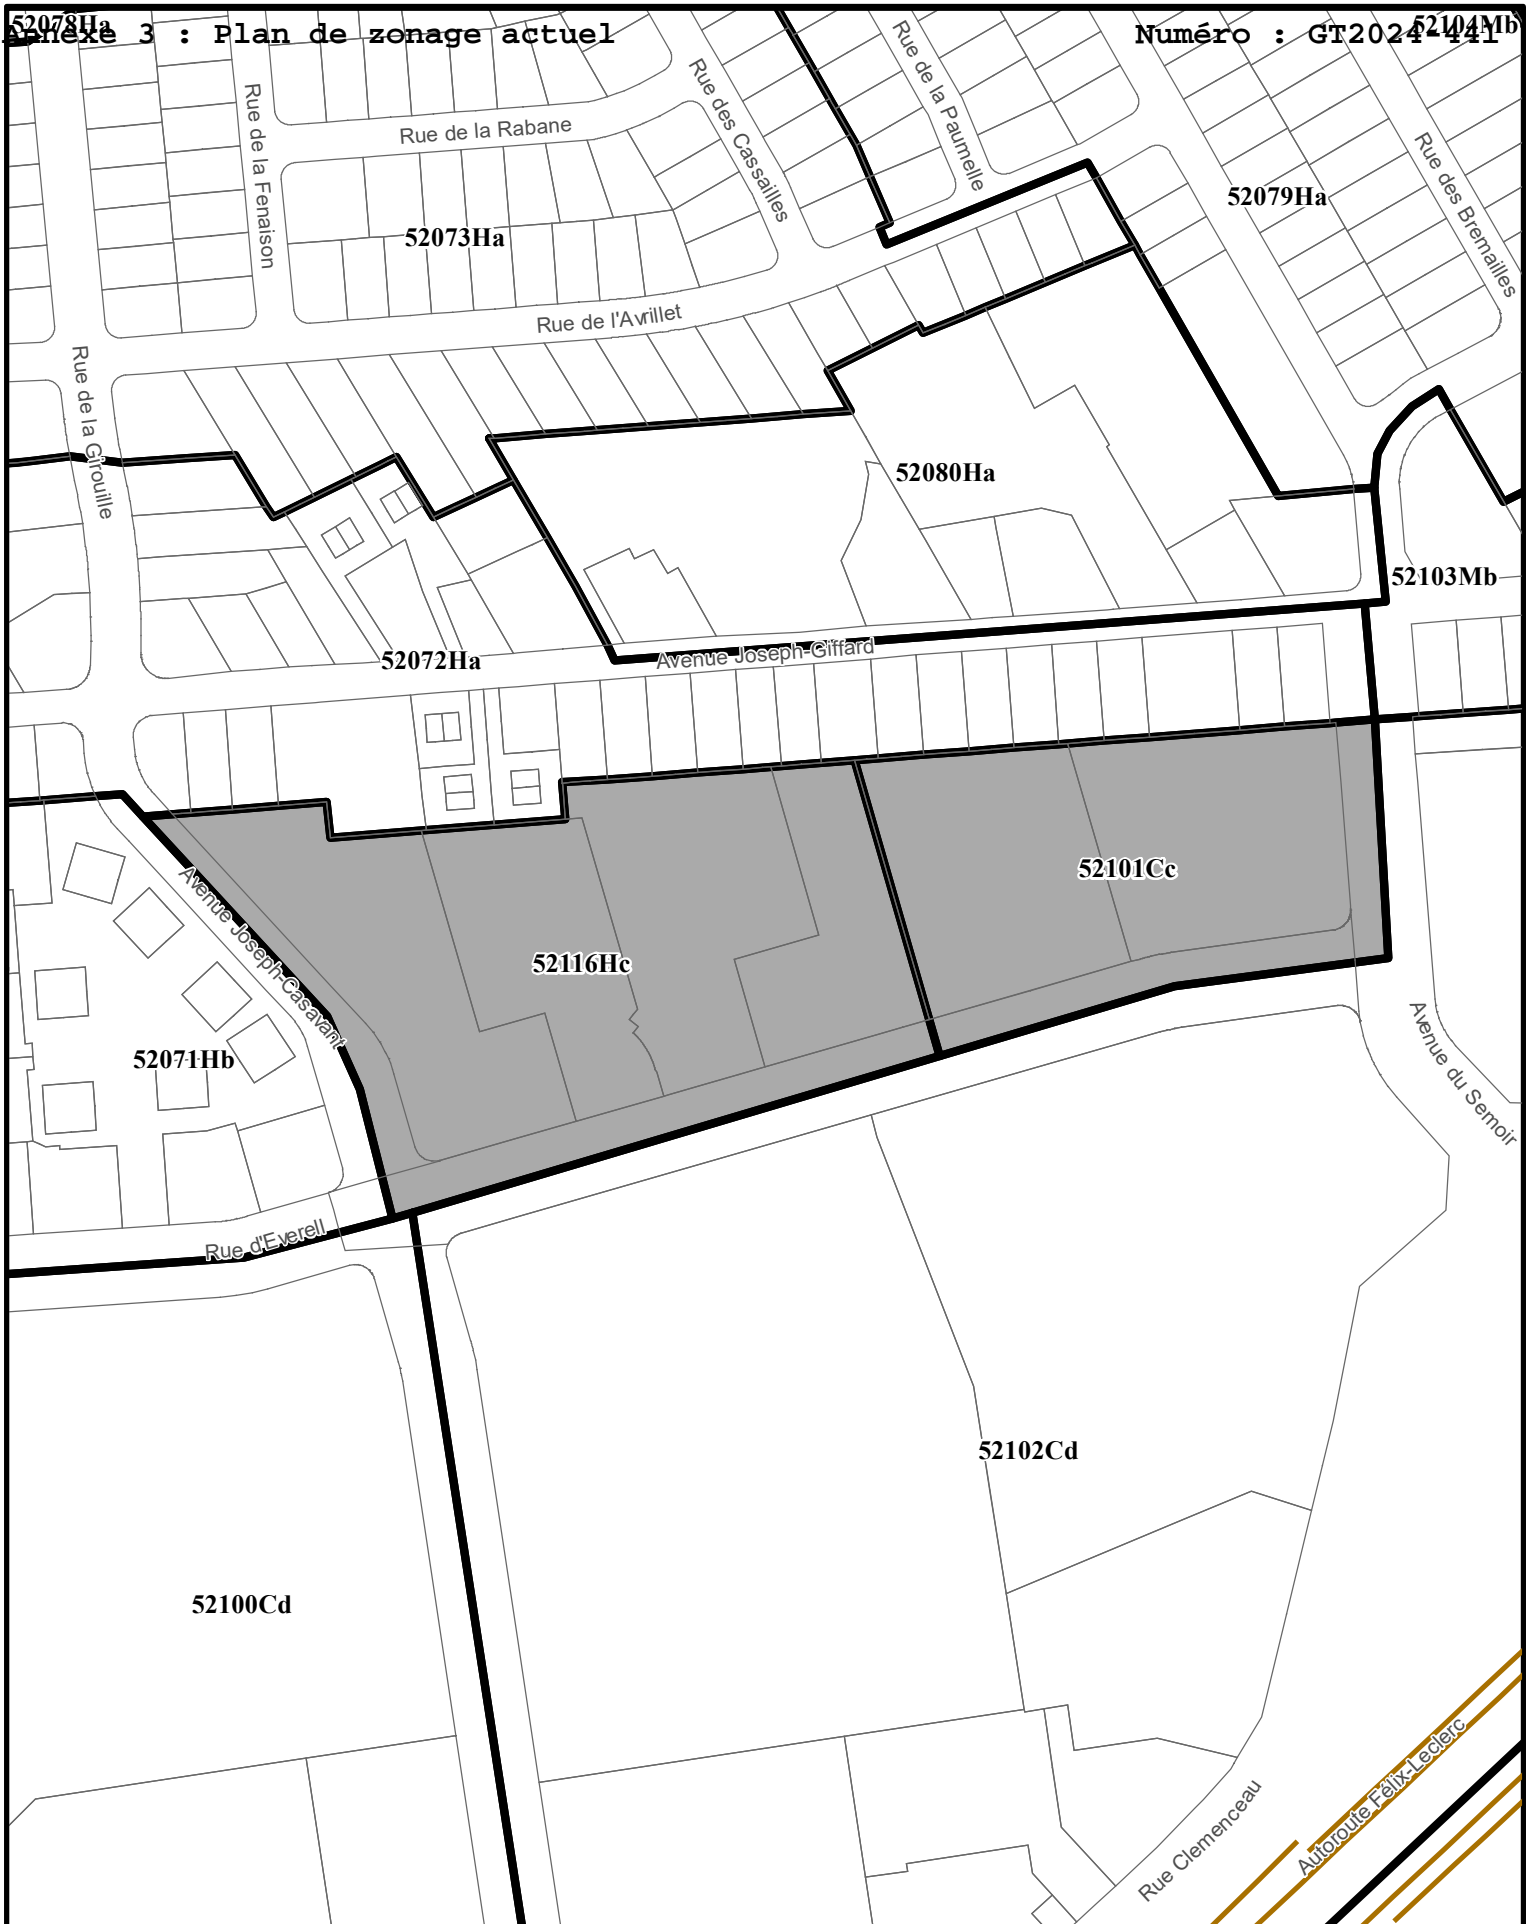 52078Ha
Annexe 3 : Plan de zonage actuel
Numéro : GT2024-441
52104Mb
Rue de la Fenaison
Rue de la Rabane
Rue des Cassailles
Rue de la Paumelle
Rue des Bremailles
52079Ha
52073Ha
Rue de l'Avrillet
Rue de la Girouille
52080Ha
52103Mb
52072Ha
Avenue Joseph-Giffard
52101Cc
Avenue Joseph-Casavant
52116Hc
52071Hb
Avenue du Semoir
Rue d'Everell
52102Cd
52100Cd
Rue Clemenceau
Autoroute Félix-Leclerc